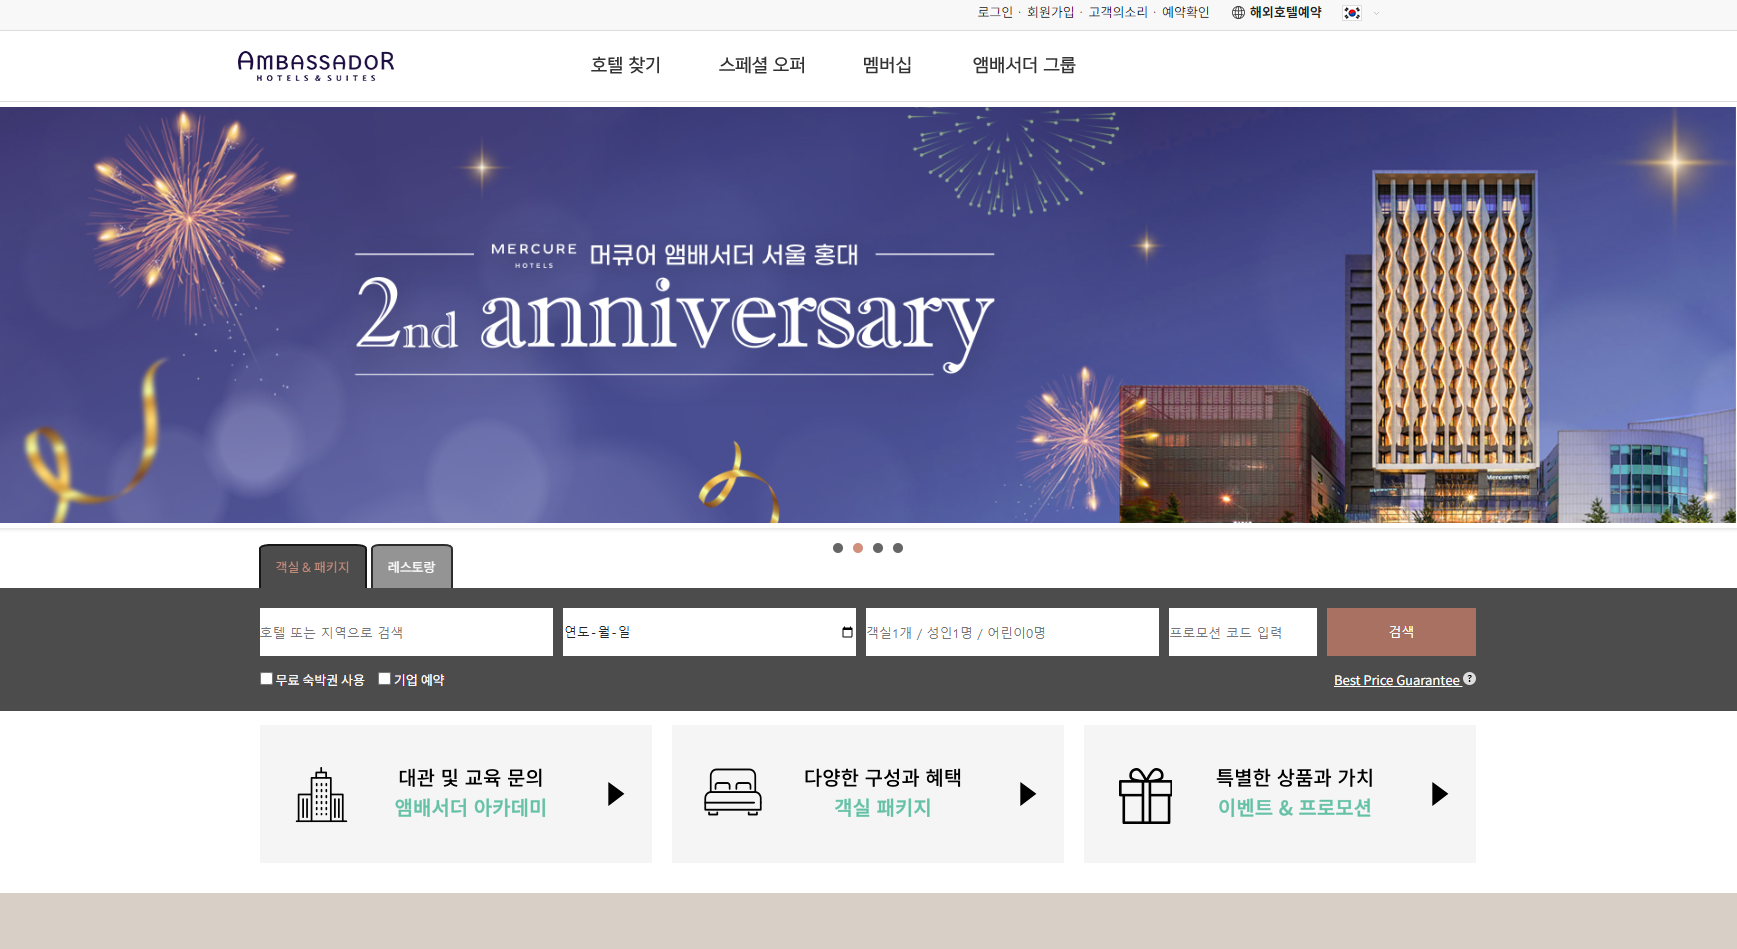 로그인 · 회원가입 · 고객의소리 · 예약확인 해외호텔예약
AMBASSADOR
HOTELS & SUITES
호텔 찾기 스페셜 오퍼 멤버십 앰배서더 그룹
MERCURE
HOTELS
머큐어 앰배서더 서울 홍대
2nd anniversary
객실 & 패키지 레스토랑
호텔 또는 지역으로 검색 연도-월-일 객실1개 / 성인1명 / 어린이0명 프로모션 코드 입력 검색
무료 숙박권 사용 기업 예약 Best Price Guarantee ?
대관 및 교육 문의
앰배서더 아카데미
다양한 구성과 혜택
객실 패키지
특별한 상품과 가치
이벤트 & 프로모션